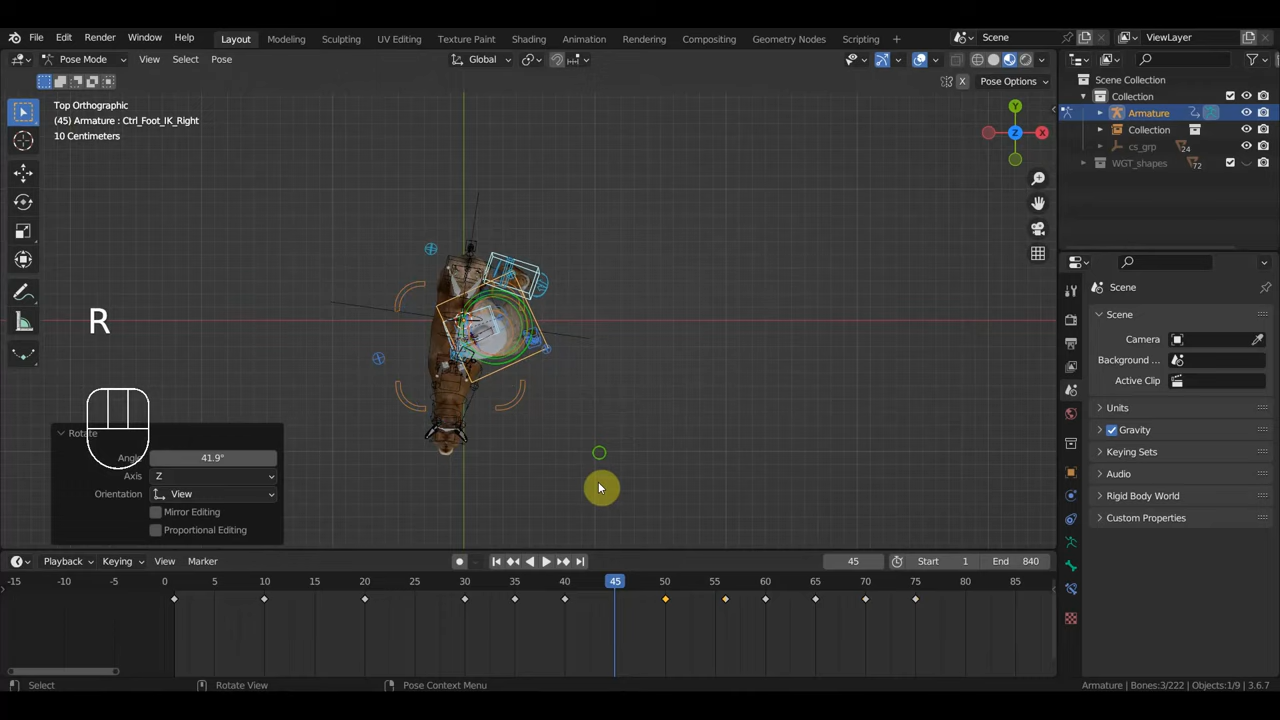 File Edit Render Window Help Layout Modeling Sculpting UV Editing Texture Paint Shading Animation Rendering Compositing Geometry Nodes Scripting + Scene ViewLayer
Pose Mode View Select Pose Global
X Pose Options
Scene Collection
Collection
Armature
Collection
cs_grp 24
WGT_shapes 72
Top Orthographic
(45) Armature : Ctrl_Foot_IK_Right
10 Centimeters
Y
Z
X
R
Rotate
Angle 41.9°
Axis Z
Orientation View
Mirror Editing
Proportional Editing
Scene
Scene
Camera
Background ...
Active Clip
Units
Gravity
Keying Sets
Audio
Rigid Body World
Custom Properties
Playback Keying View Marker 45 Start 1 End 840
-15 -10 -5 0 5 10 15 20 25 30 35 40 45 50 55 60 65 70 75 80 85
Select Rotate View Pose Context Menu Armature | Bones:3/222 | Objects:1/9 | 3.6.7